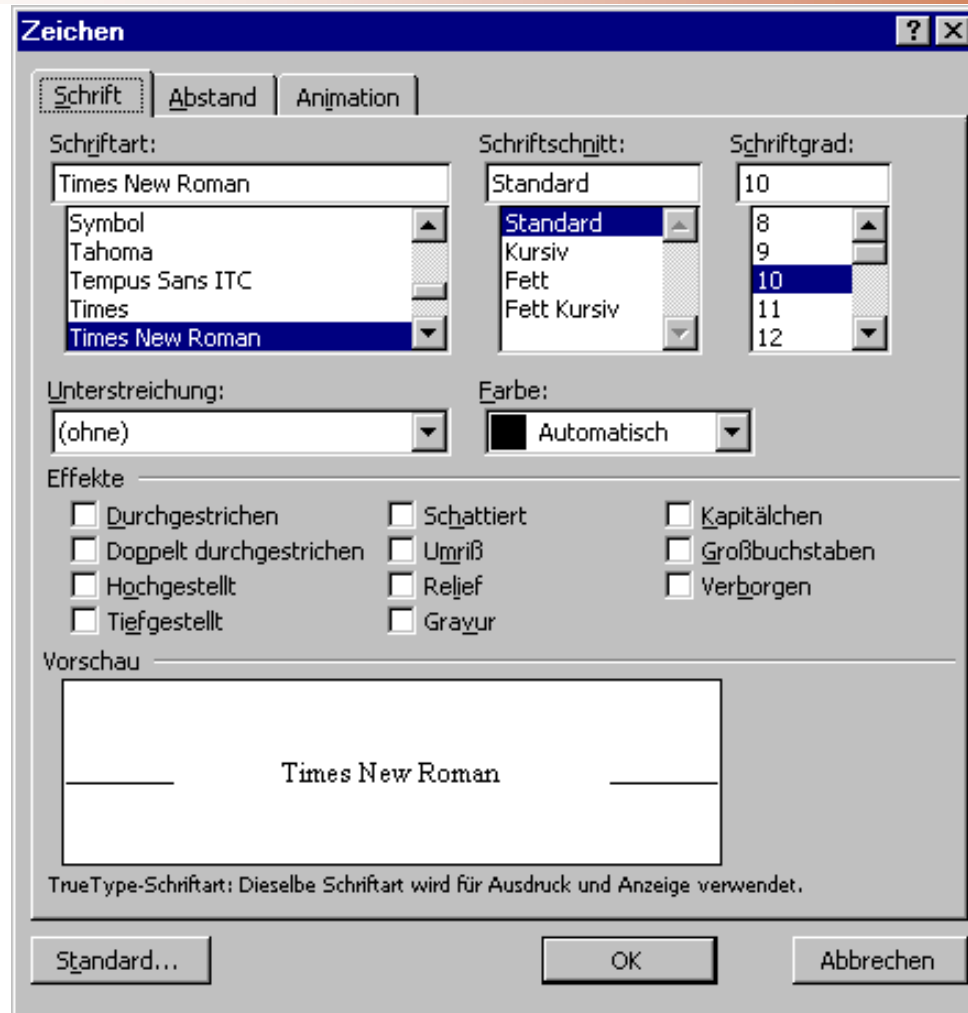 Zeichen
Schrift Abstand Animation
Schriftart: Schriftschnitt: Schriftgrad:
Times New Roman Standard 10
Symbol Standard 8
Tahoma Kursiv 9
Tempus Sans ITC Fett 10
Times Fett Kursiv 11
Times New Roman 12
Unterstreichung: Farbe:
(ohne) Automatisch
Effekte
Durchgestrichen Schattiert Kapitälchen
Doppelt durchgestrichen Umriß Großbuchstaben
Hochgestellt Relief Verborgen
Tiefgestellt Gravur
Vorschau
Times New Roman
TrueType-Schriftart: Dieselbe Schriftart wird für Ausdruck und Anzeige verwendet.
Standard... OK Abbrechen